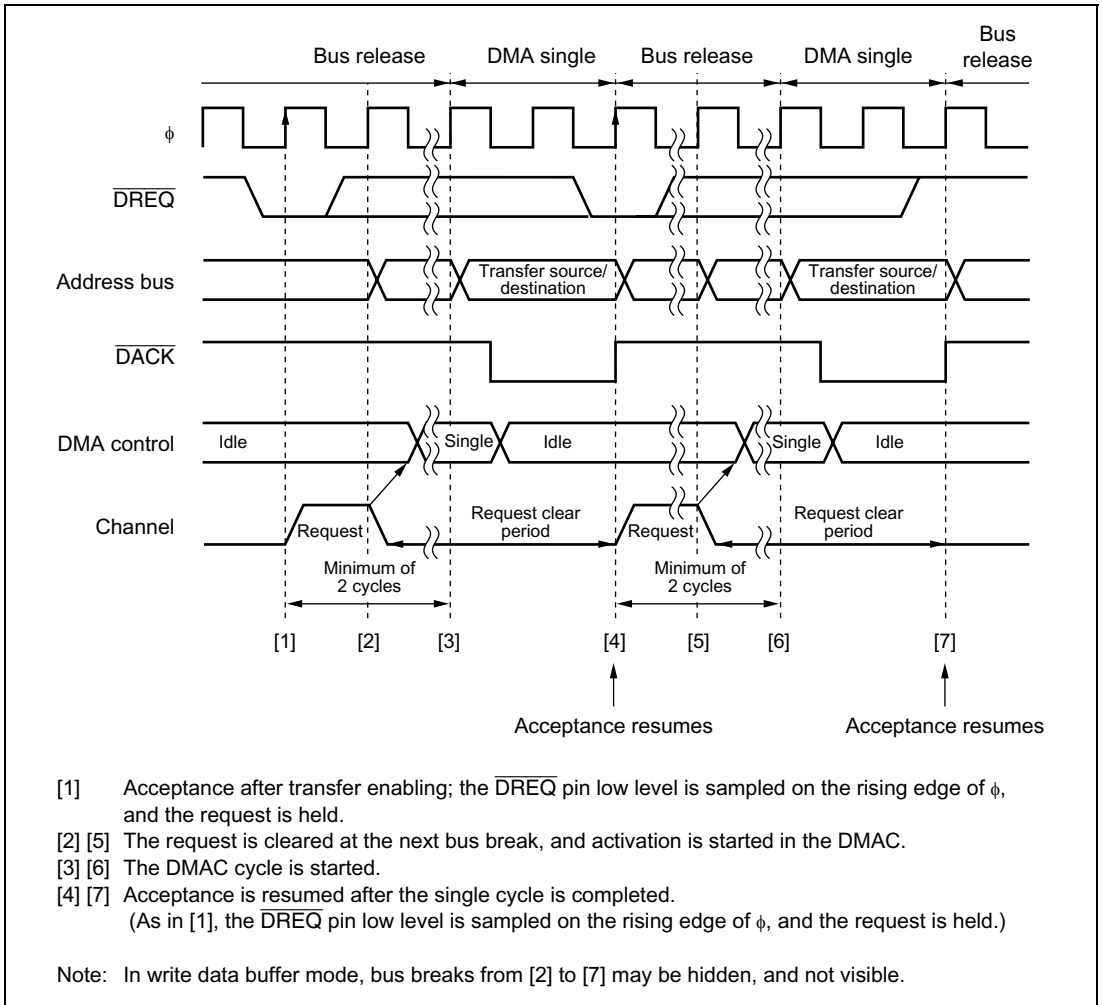 Bus release
DMA single
Bus release
DMA single
Bus
release
φ
DREQ
Address bus
Transfer source/
destination
Transfer source/
destination
DACK
DMA control
Idle
Single
Idle
Single
Idle
Channel
Request
Request clear
period
Request
Request clear
period
Minimum of
2 cycles
Minimum of
2 cycles
[1] [2] [3] [4] [5] [6] [7]
Acceptance resumes
Acceptance resumes
[1] Acceptance after transfer enabling; the DREQ pin low level is sampled on the rising edge of φ,
and the request is held.
[2] [5] The request is cleared at the next bus break, and activation is started in the DMAC.
[3] [6] The DMAC cycle is started.
[4] [7] Acceptance is resumed after the single cycle is completed.
(As in [1], the DREQ pin low level is sampled on the rising edge of φ, and the request is held.)
Note: In write data buffer mode, bus breaks from [2] to [7] may be hidden, and not visible.